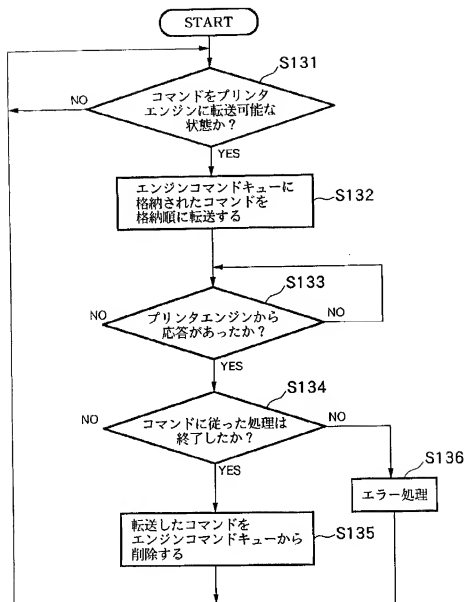 START
S131
NO
コマンドをプリンタ
エンジンに転送可能な
状態か?
YES
エンジンコマンドキューに
格納されたコマンドを
格納順に転送する
S132
S133
NO
プリンタエンジンから
応答があったか?
NO
YES
S134
NO
コマンドに従った処理は
終了したか?
NO
YES
S136
エラー処理
転送したコマンドを
エンジンコマンドキューから
削除する
S135